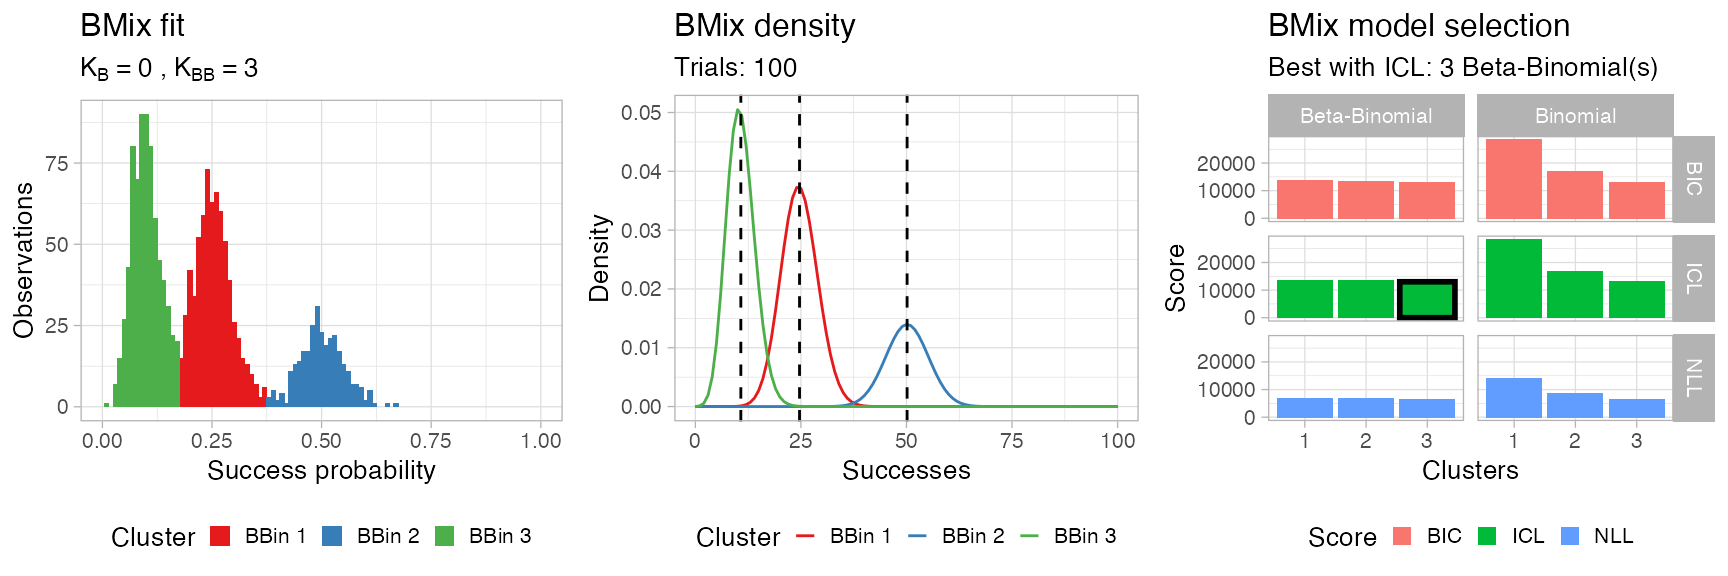 BMix fit
K_B = 0 , K_BB = 3
Observations
75
50
25
0
0.00 0.25 0.50 0.75 1.00
Success probability
Cluster BBin 1 BBin 2 BBin 3
BMix density
Trials: 100
Density
0.05
0.04
0.03
0.02
0.01
0.00
0 25 50 75 100
Successes
Cluster BBin 1 BBin 2 BBin 3
BMix model selection
Best with ICL: 3 Beta-Binomial(s)
Beta-Binomial Binomial
Score
20000
10000
0
BIC
20000
10000
0
ICL
20000
10000
0
NLL
1 2 3 1 2 3
Clusters
Score BIC ICL NLL